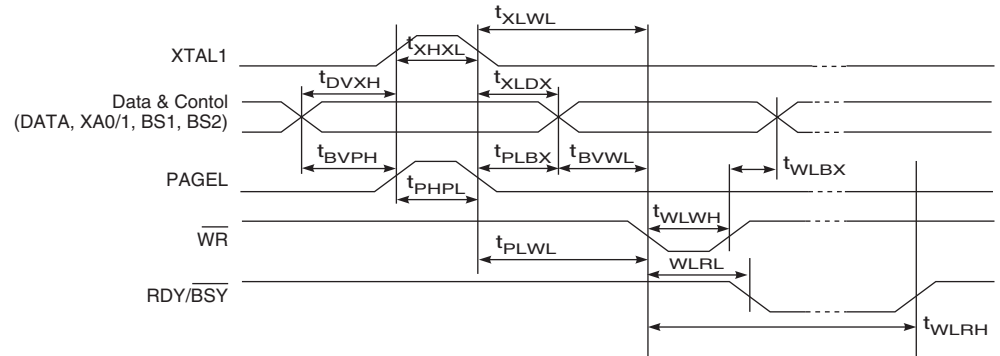 tXLWL
XTAL1
tXHXL
tDVXH
tXLDX
Data & Contol
(DATA, XA0/1, BS1, BS2)
tBVPH
tPLBX
tBVWL
tWLBX
PAGEL
tPHPL
tWLWH
WR
tPLWL
WLRL
RDY/BSY
tWLRH